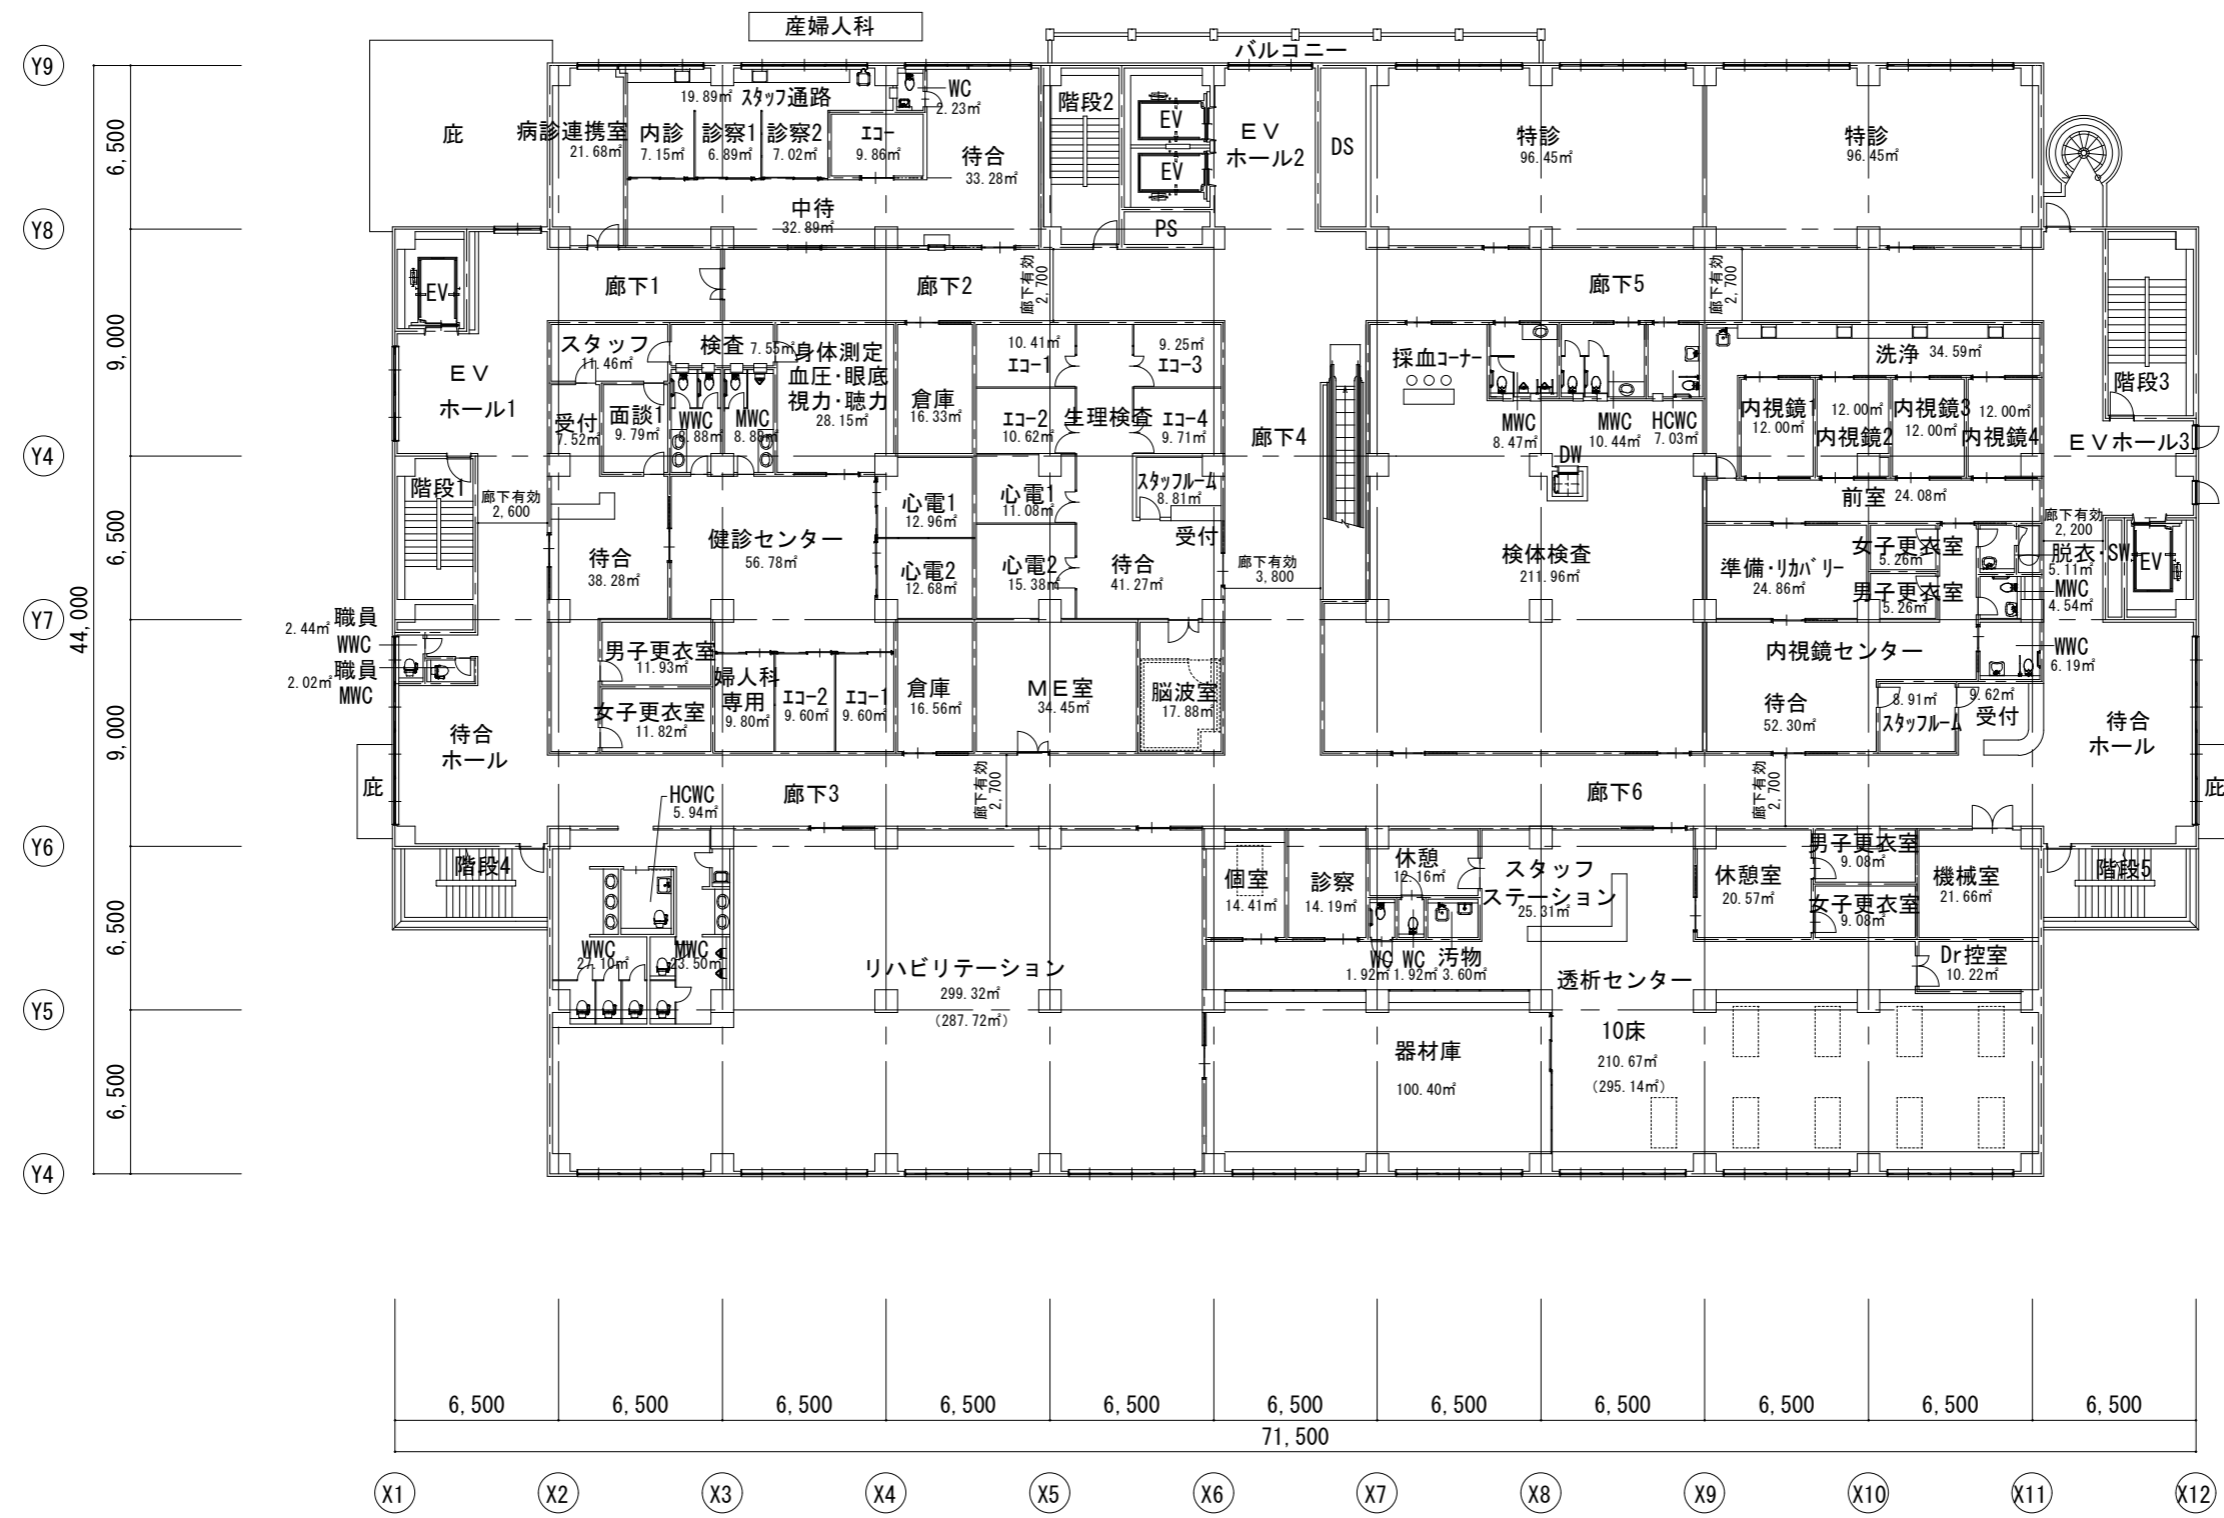 産婦人科
バルコニー
Y9
6,500
庇
病診連携室
21.68㎡
19.89㎡ スタッフ通路
内診
7.15㎡
診察1
6.89㎡
診察2
7.02㎡
エコー
9.86㎡
WC
2.23㎡
待合
33.28㎡
中待
32.89㎡
階段2
EV
EV
PS
EV
ホール2
DS
特診
96.45㎡
特診
96.45㎡
Y8
9,000
EV
廊下1
廊下2
廊下有効
2,700
廊下5
廊下有効
2,700
EV
ホール1
スタッフ
11.46㎡
受付
7.52㎡
面談1
9.79㎡
検査 7.55㎡
WWC
8.88㎡
MWC
8.88㎡
身体測定
血圧・眼底
視力・聴力
28.15㎡
倉庫
16.33㎡
10.41㎡
エコー1
エコー2
10.62㎡
生理検査
9.25㎡
エコー3
エコー4
9.71㎡
廊下4
採血コーナー
MWC
8.47㎡
MWC
10.44㎡
HCWC
7.03㎡
洗浄 34.59㎡
内視鏡1
12.00㎡
12.00㎡
内視鏡2
内視鏡3
12.00㎡
12.00㎡
内視鏡4
階段3
EVホール3
Y4
6,500
階段1
廊下有効
2,600
待合
38.28㎡
健診センター
56.78㎡
心電1
12.96㎡
心電2
12.68㎡
心電1
11.08㎡
心電2
15.38㎡
スタッフルーム
8.81㎡
受付
待合
41.27㎡
廊下有効
3,800
DW
検体検査
211.96㎡
前室 24.08㎡
準備・リカバリー
24.86㎡
女子更衣室
5.26㎡
男子更衣室
5.26㎡
廊下有効
2,200
脱衣・SW
5.11㎡
MWC
4.54㎡
EV
Y7
44,000
9,000
職員
2.44㎡
WWC
職員
2.02㎡
MWC
待合
ホール
庇
男子更衣室
11.93㎡
女子更衣室
11.82㎡
婦人科
専用
9.80㎡
エコー2
9.60㎡
エコー1
9.60㎡
倉庫
16.56㎡
ME室
34.45㎡
脳波室
17.88㎡
内視鏡センター
待合
52.30㎡
8.91㎡
スタッフルーム
9.62㎡
受付
WWC
6.19㎡
待合
ホール
庇
HCWC
5.94㎡
廊下3
廊下有効
2,700
廊下6
廊下有効
2,700
Y6
6,500
階段4
WWC
27.10㎡
MWC
23.50㎡
リハビリテーション
299.32㎡
(287.72㎡)
個室
14.41㎡
診察
14.19㎡
休憩
12.16㎡
WC
1.92㎡
WC
1.92㎡
汚物
3.60㎡
スタッフ
ステーション
25.31㎡
透析センター
休憩室
20.57㎡
男子更衣室
9.08㎡
女子更衣室
9.08㎡
機械室
21.66㎡
Dr控室
10.22㎡
階段5
Y5
6,500
器材庫
100.40㎡
10床
210.67㎡
(295.14㎡)
Y4
6,500 6,500 6,500 6,500 6,500 6,500 6,500 6,500 6,500 6,500 6,500
71,500
X1 X2 X3 X4 X5 X6 X7 X8 X9 X10 X11 X12